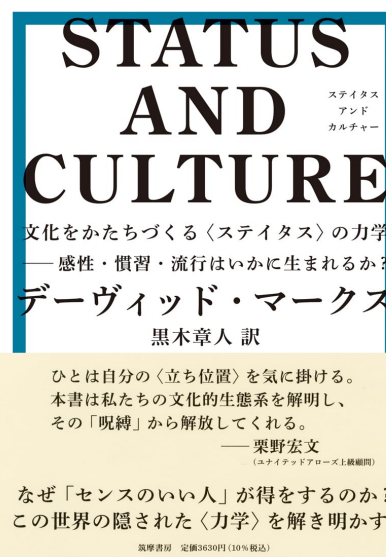 STATUS
AND
CULTURE
ステイタス
アンド
カルチャー
文化をかたちづくる〈ステイタス〉の力学
──感性・慣習・流行はいかに生まれるか?
デーヴィッド・マークス
黒木章人 訳
ひとは自分の〈立ち位置〉を気に掛ける。
本書は私たちの文化的生態系を解明し、
その「呪縛」から解放してくれる。
──栗野宏文
(ユナイテッドアローズ上級顧問)
なぜ「センスのいい人」が得をするのか?
この世界の隠された〈力学〉を解き明かす
筑摩書房 定価3630円(10%税込)